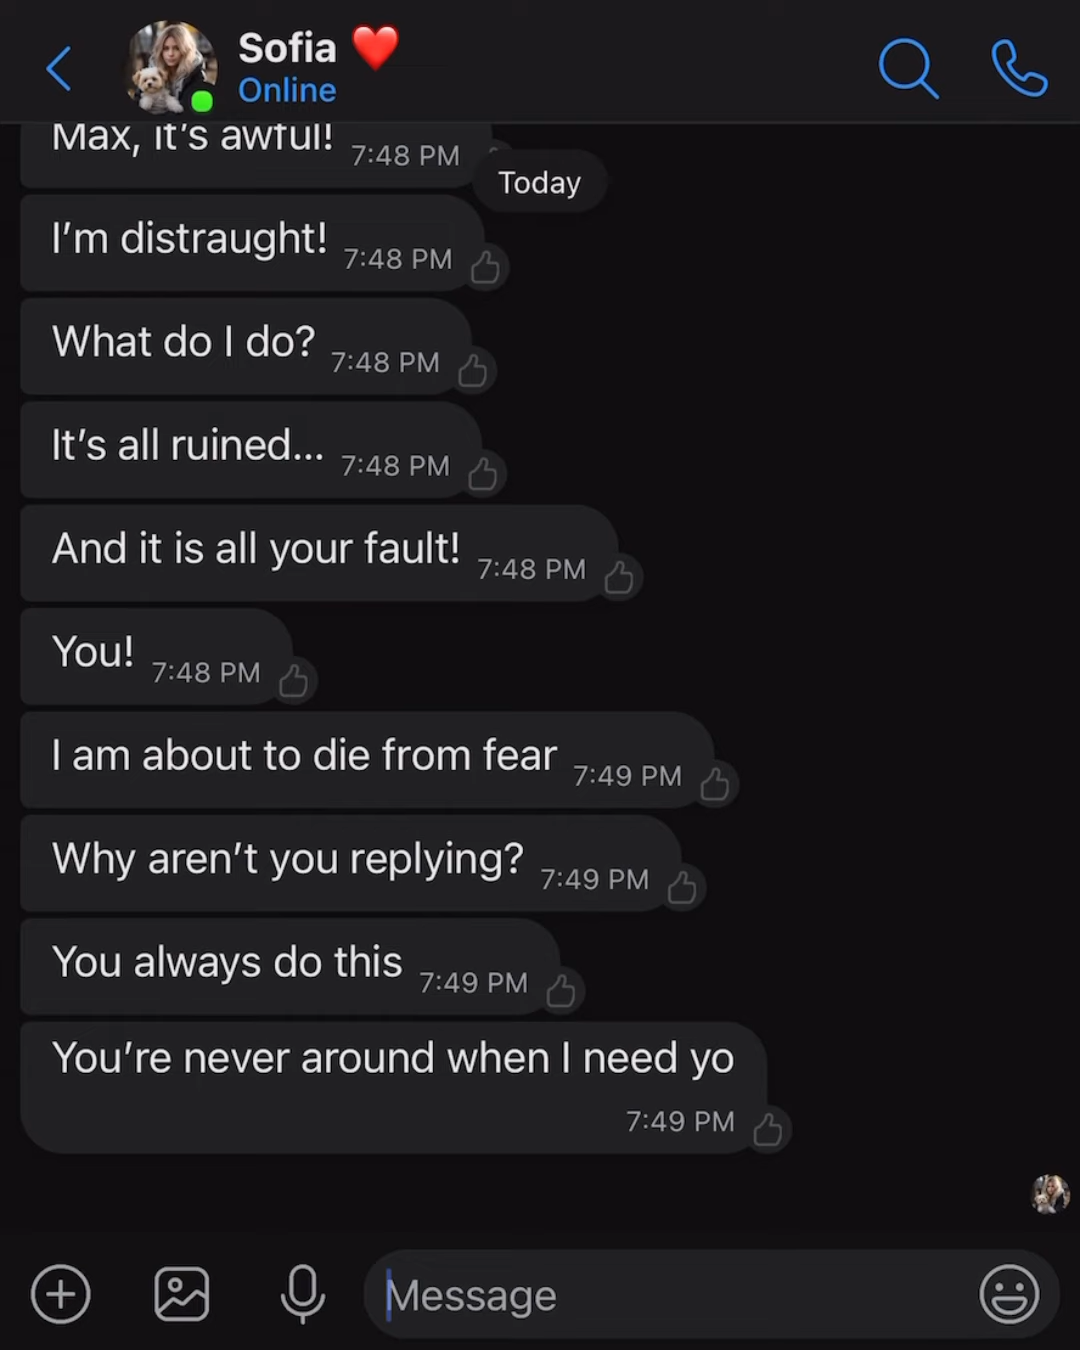 Sofia ❤️
Online
Max, it's awful! 7:48 PM
Today
I'm distraught! 7:48 PM
What do I do? 7:48 PM
It's all ruined... 7:48 PM
And it is all your fault! 7:48 PM
You! 7:48 PM
I am about to die from fear 7:49 PM
Why aren't you replying? 7:49 PM
You always do this 7:49 PM
You're never around when I need yo
7:49 PM
Message